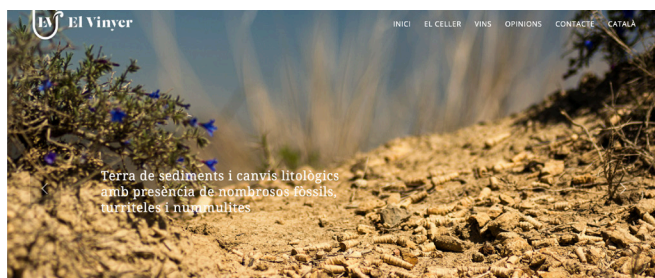 EV El Vinyer
INICI EL CELLER VINS OPINIONS CONTACTE CATALÀ
Terra de sediments i canvis litològics
amb presència de nombrosos fòssils,
turriteles i nummulites